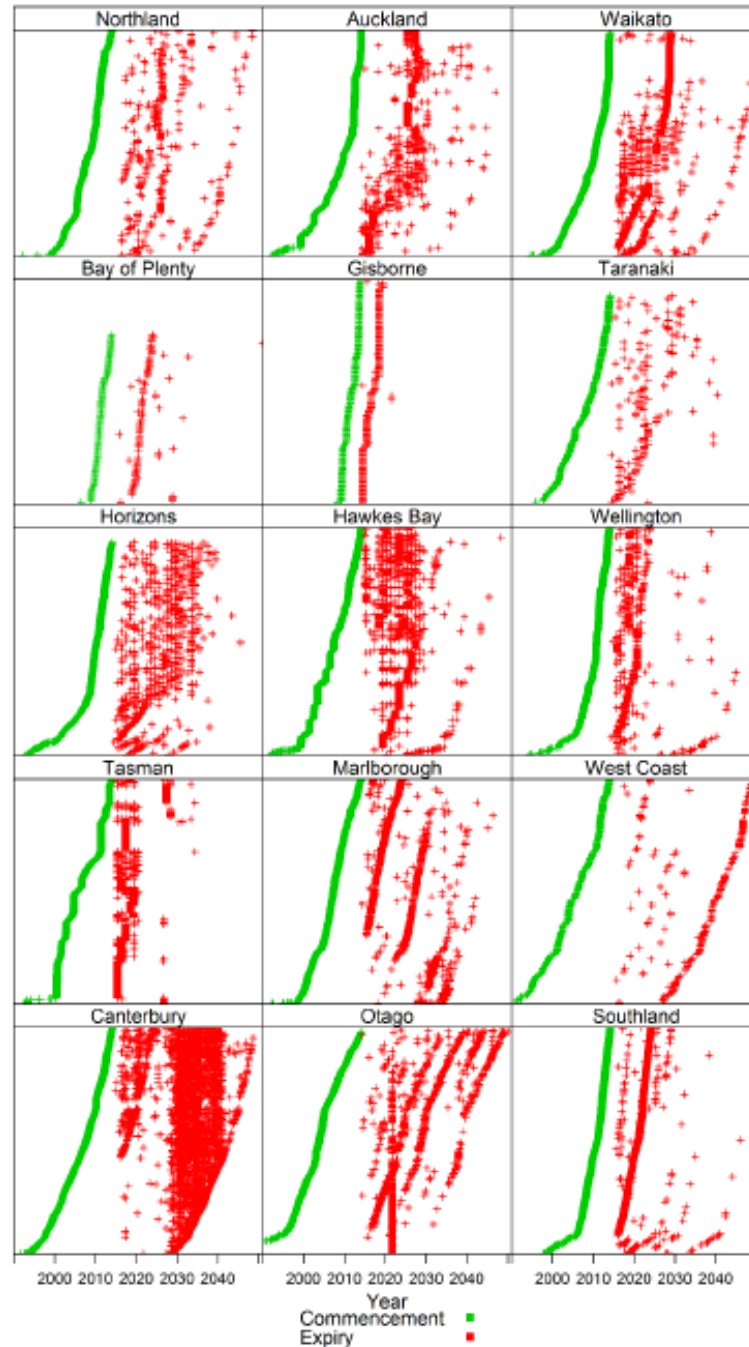 Northland Auckland Waikato
Bay of Plenty Gisborne Taranaki
Horizons Hawkes Bay Wellington
Tasman Marlborough West Coast
Canterbury Otago Southland
2000 2010 2020 2030 2040 2000 2010 2020 2030 2040 2000 2010 2020 2030 2040
Year
Commencement
Expiry